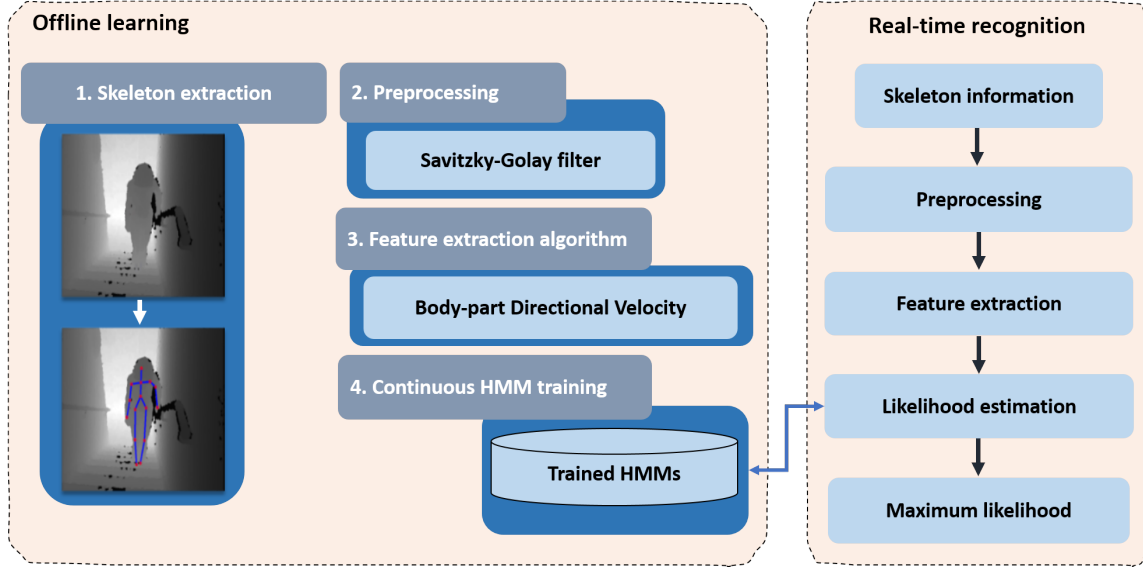 Offline learning
1. Skeleton extraction
2. Preprocessing
Savitzky-Golay filter
3. Feature extraction algorithm
Body-part Directional Velocity
4. Continuous HMM training
Trained HMMs
Real-time recognition
Skeleton information
Preprocessing
Feature extraction
Likelihood estimation
Maximum likelihood